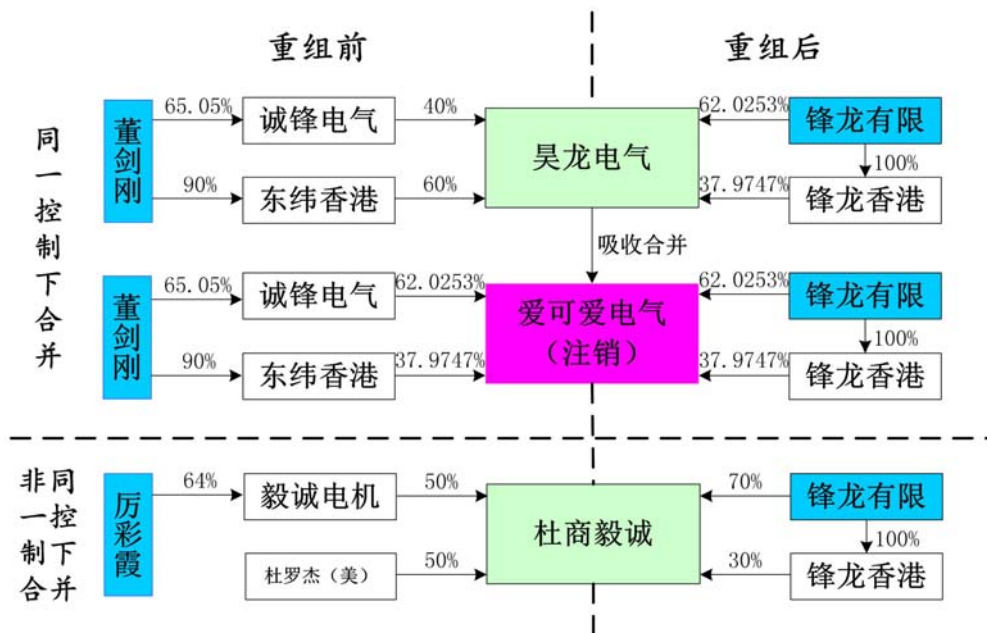 重组前
重组后
同一控制下合并
董剑刚
65.05%
诚锋电气
40%
昊龙电气
62.0253%
锋龙有限
100%
90%
东纬香港
60%
37.9747%
锋龙香港
吸收合并
董剑刚
65.05%
诚锋电气
62.0253%
爱可爱电气
（注销）
62.0253%
锋龙有限
100%
90%
东纬香港
37.9747%
37.9747%
锋龙香港
非同一控制下合并
厉彩霞
64%
毅诚电机
50%
杜商毅诚
70%
锋龙有限
100%
杜罗杰（美）
50%
30%
锋龙香港